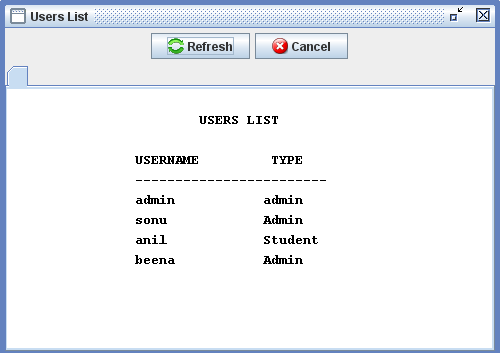 Users List
Refresh Cancel
USERS LIST
USERNAME TYPE
------------------------
admin admin
sonu Admin
anil Student
beena Admin